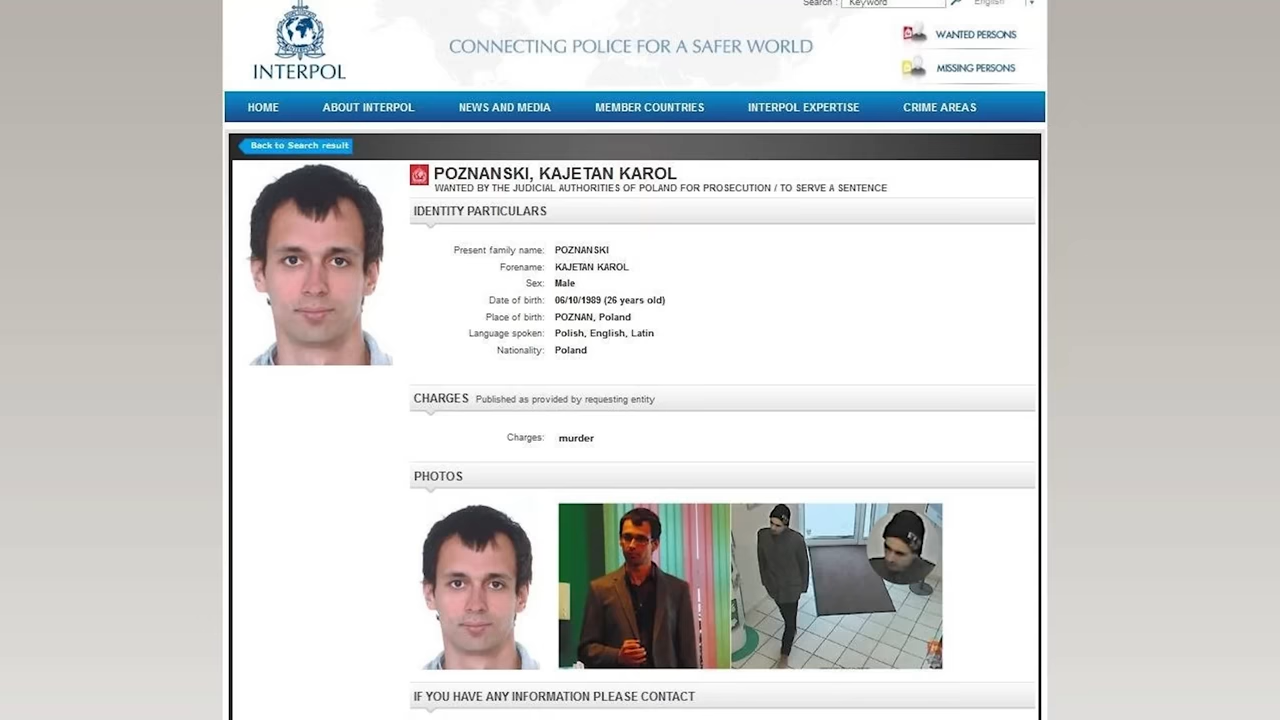 Search : Keyword English
INTERPOL
CONNECTING POLICE FOR A SAFER WORLD
WANTED PERSONS
MISSING PERSONS
HOME ABOUT INTERPOL NEWS AND MEDIA MEMBER COUNTRIES INTERPOL EXPERTISE CRIME AREAS
Back to Search result
POZNANSKI, KAJETAN KAROL
WANTED BY THE JUDICIAL AUTHORITIES OF POLAND FOR PROSECUTION / TO SERVE A SENTENCE
IDENTITY PARTICULARS
Present family name: POZNANSKI
Forename: KAJETAN KAROL
Sex: Male
Date of birth: 06/10/1989 (26 years old)
Place of birth: POZNAN, Poland
Language spoken: Polish, English, Latin
Nationality: Poland
CHARGES Published as provided by requesting entity
Charges: murder
PHOTOS
IF YOU HAVE ANY INFORMATION PLEASE CONTACT